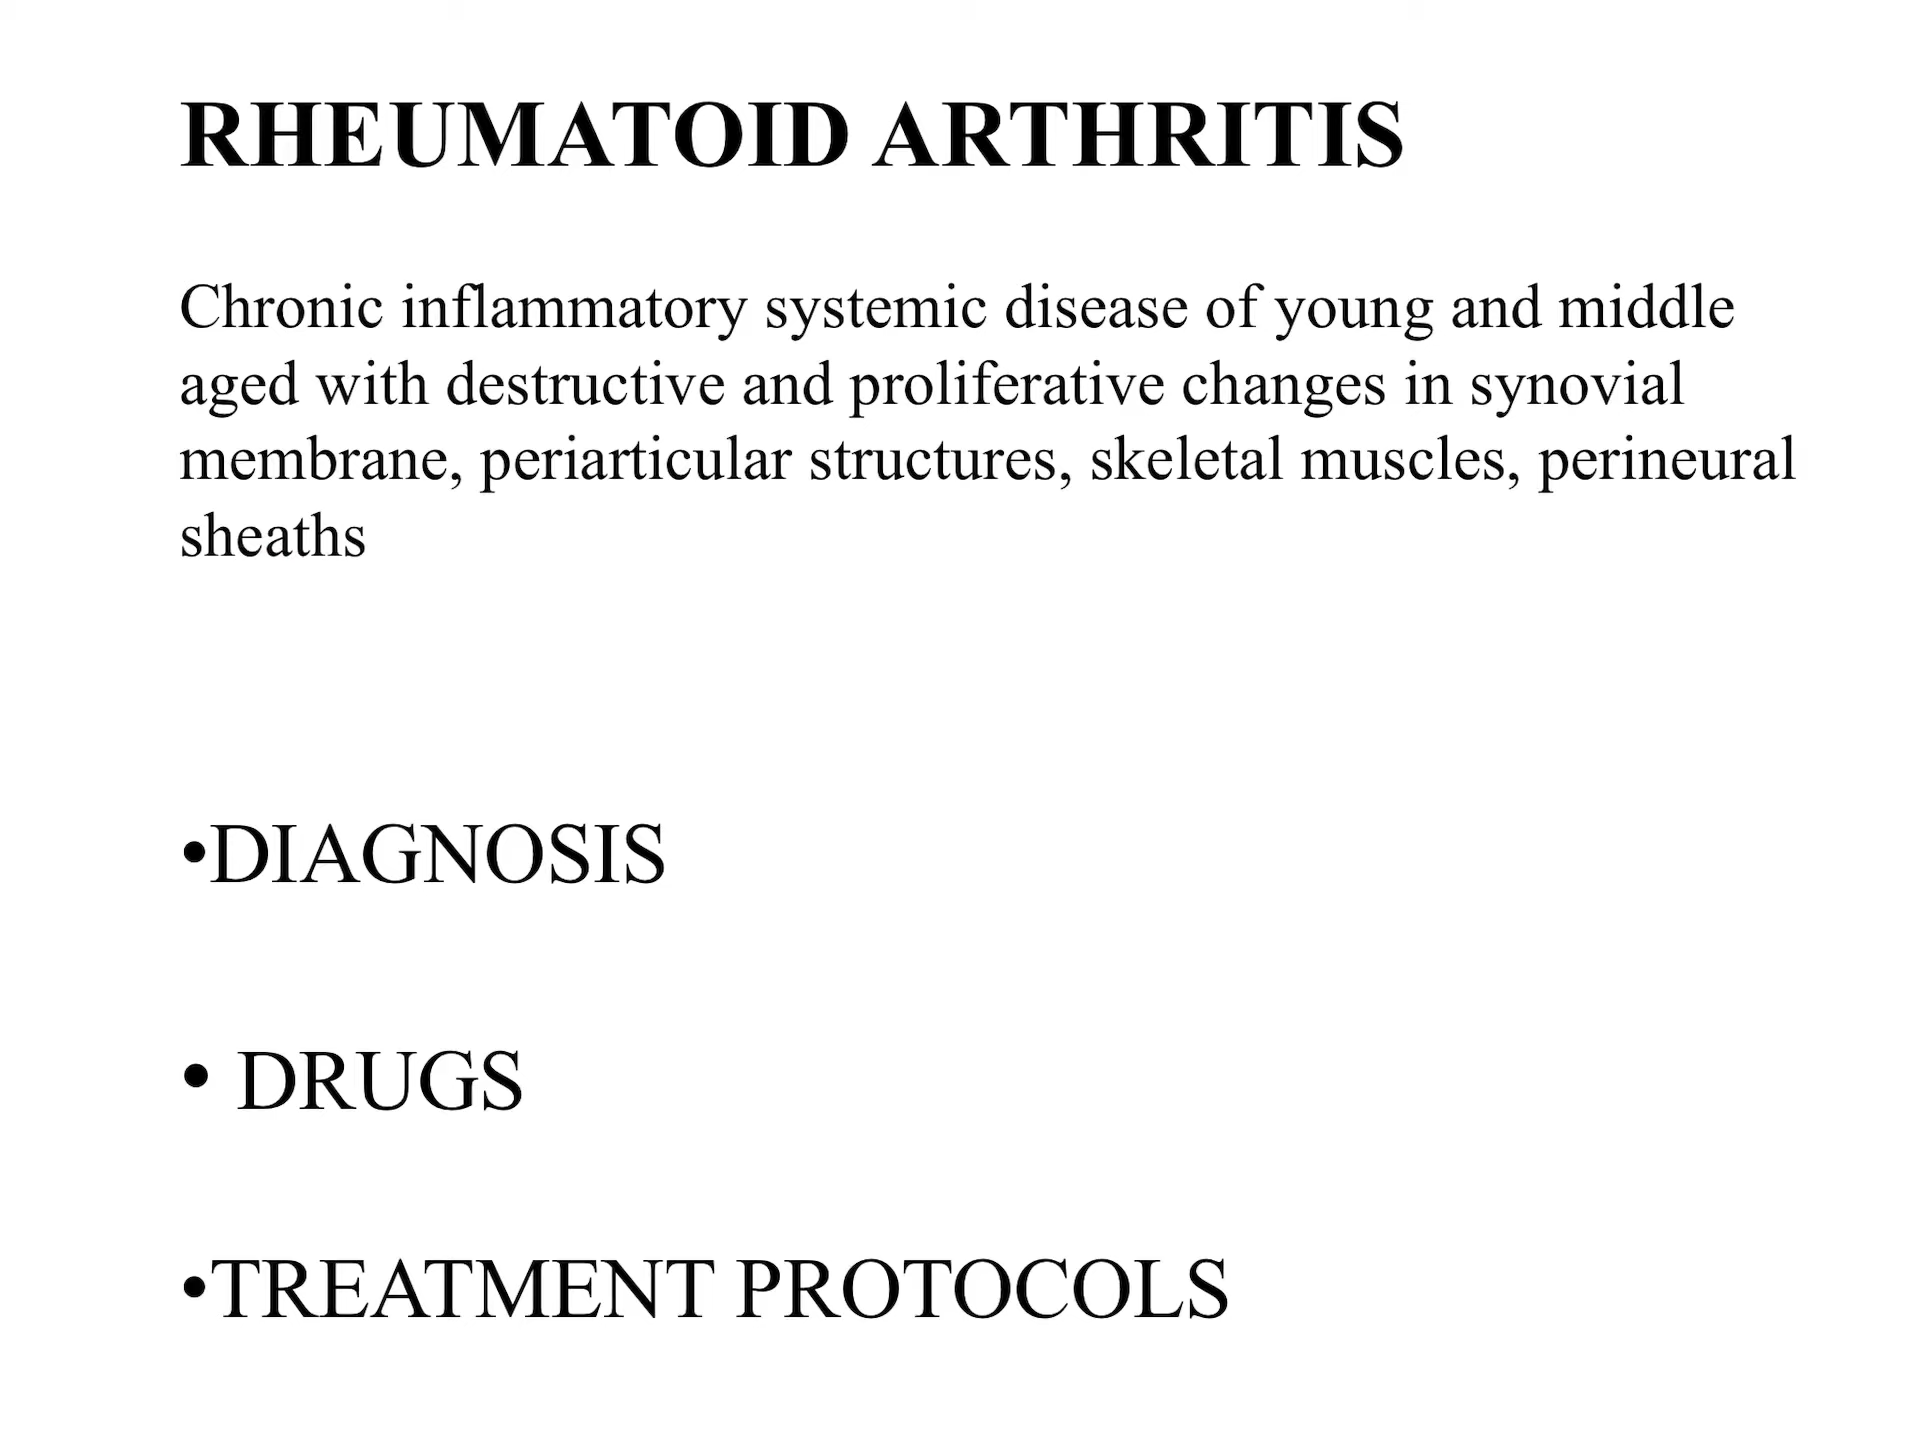 RHEUMATOID ARTHRITIS
Chronic inflammatory systemic disease of young and middle
aged with destructive and proliferative changes in synovial
membrane, periarticular structures, skeletal muscles, perineural
sheaths
•DIAGNOSIS
• DRUGS
•TREATMENT PROTOCOLS